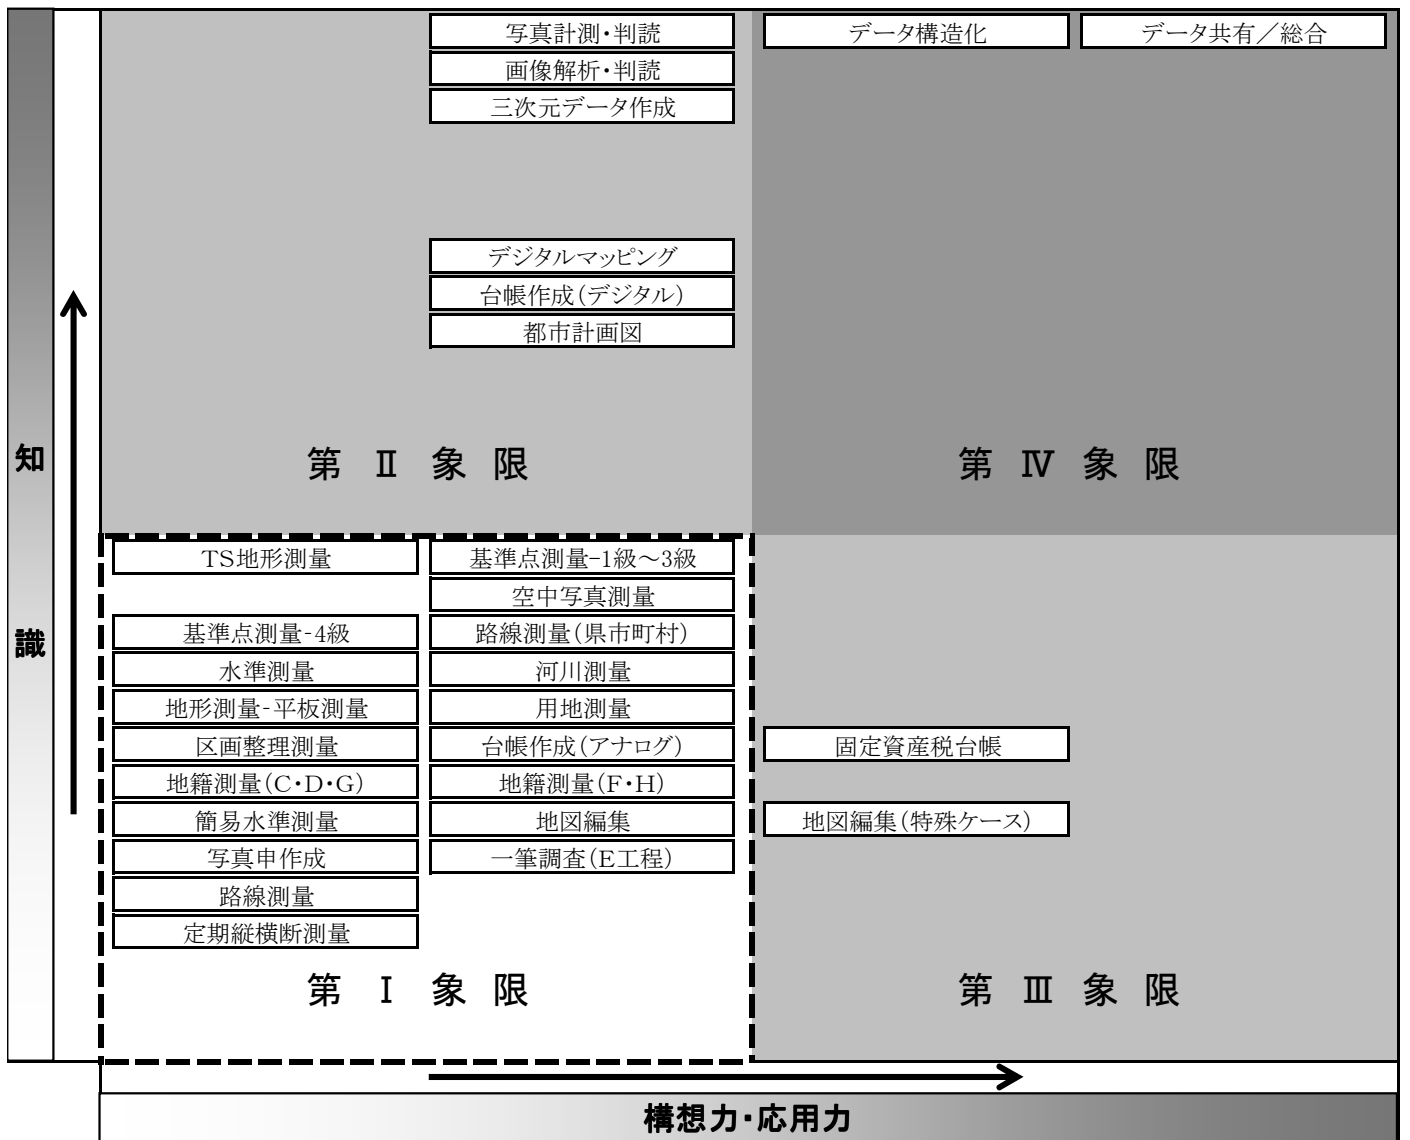 写真計測・判読
データ構造化
データ共有／総合
画像解析・判読
三次元データ作成
デジタルマッピング
台帳作成(デジタル)
都市計画図
知識
第Ⅱ象限
第Ⅳ象限
TS地形測量
基準点測量-1級～3級
空中写真測量
基準点測量-4級
路線測量(県市町村)
水準測量
河川測量
地形測量-平板測量
用地測量
区画整理測量
台帳作成(アナログ)
固定資産税台帳
地籍測量(C・D・G)
地籍測量(F・H)
簡易水準測量
地図編集
地図編集(特殊ケース)
写真申作成
一筆調査(E工程)
路線測量
定期縦横断測量
第Ⅰ象限
第Ⅲ象限
構想力・応用力